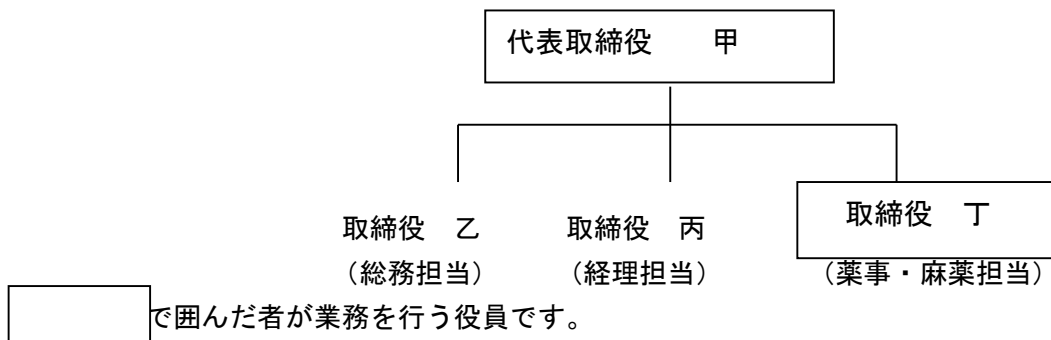 代表取締役　　甲
取締役　乙
取締役　丙
取締役　丁
（総務担当）
（経理担当）
（薬事・麻薬担当）
で囲んだ者が業務を行う役員です。